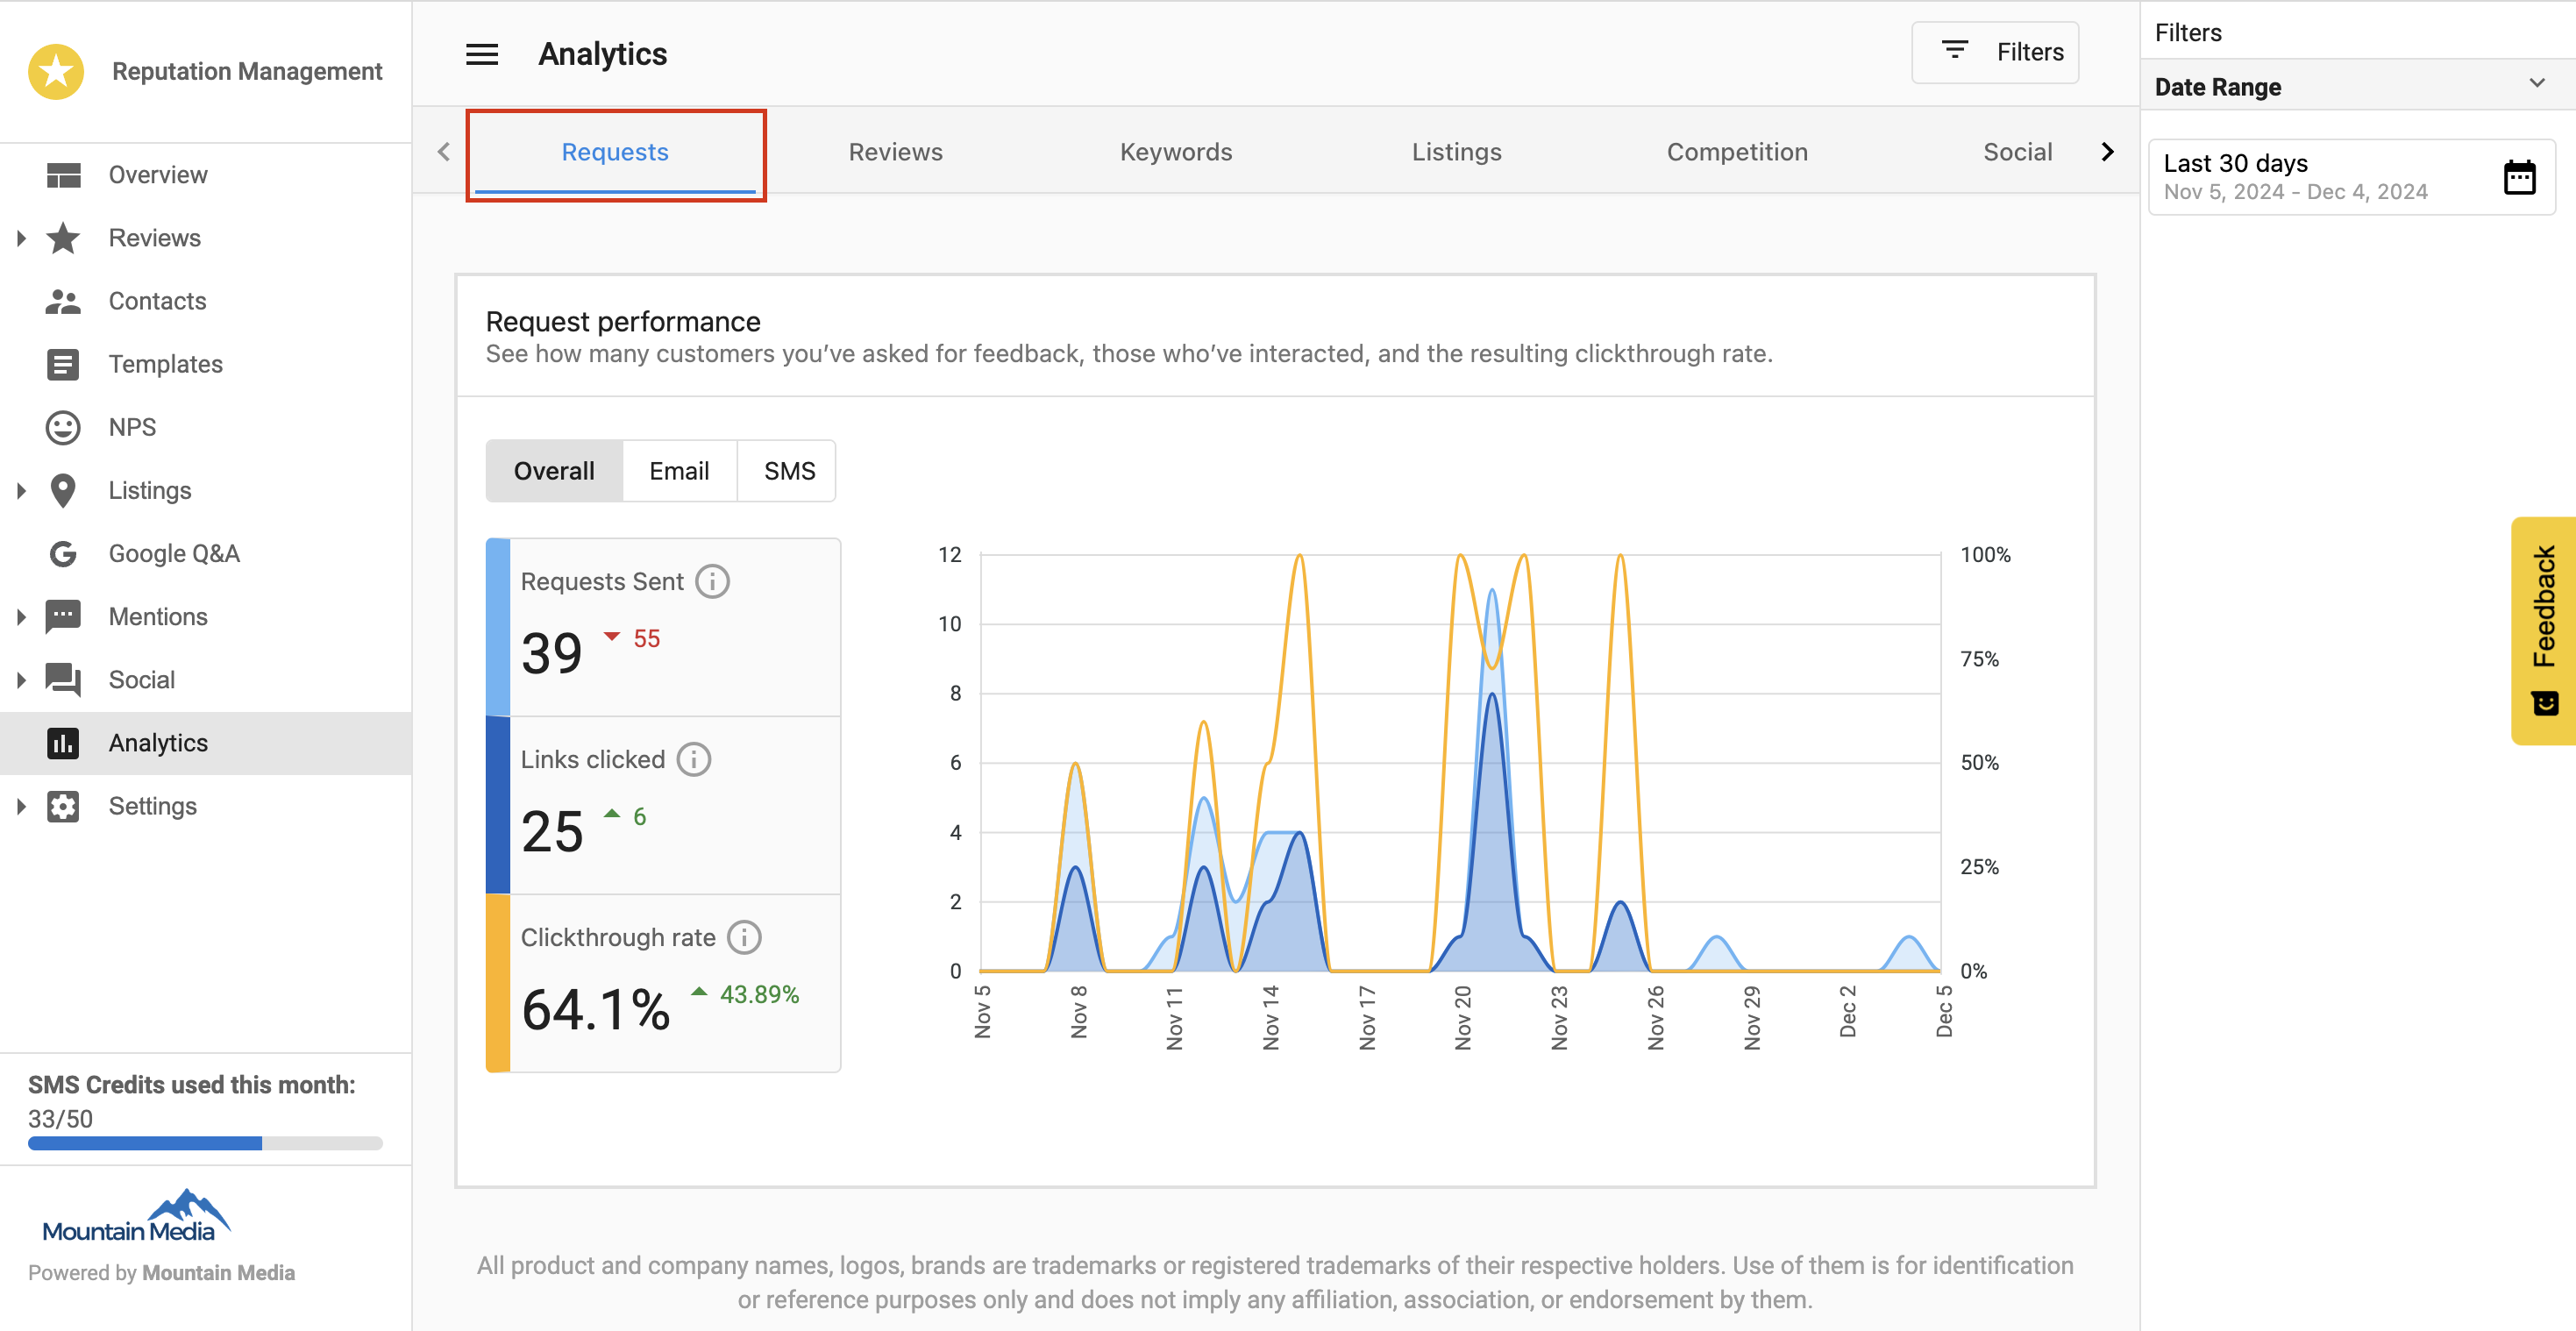 Reputation Management
Overview
Reviews
Contacts
Templates
NPS
Listings
Google Q&A
Mentions
Social
Analytics
Settings
SMS Credits used this month:
33/50
Mountain Media
Powered by Mountain Media
Analytics
Filters
Requests
Reviews
Keywords
Listings
Competition
Social
Request performance
See how many customers you’ve asked for feedback, those who’ve interacted, and the resulting clickthrough rate.
Overall
Email
SMS
Requests Sent
39
55
Links clicked
25
6
Clickthrough rate
64.1%
43.89%
12
10
8
6
4
2
0
100%
75%
50%
25%
0%
Nov 5
Nov 8
Nov 11
Nov 14
Nov 17
Nov 20
Nov 23
Nov 26
Nov 29
Dec 2
Dec 5
All product and company names, logos, brands are trademarks or registered trademarks of their respective holders. Use of them is for identification
or reference purposes only and does not imply any affiliation, association, or endorsement by them.
Filters
Date Range
Last 30 days
Nov 5, 2024 - Dec 4, 2024
Feedback